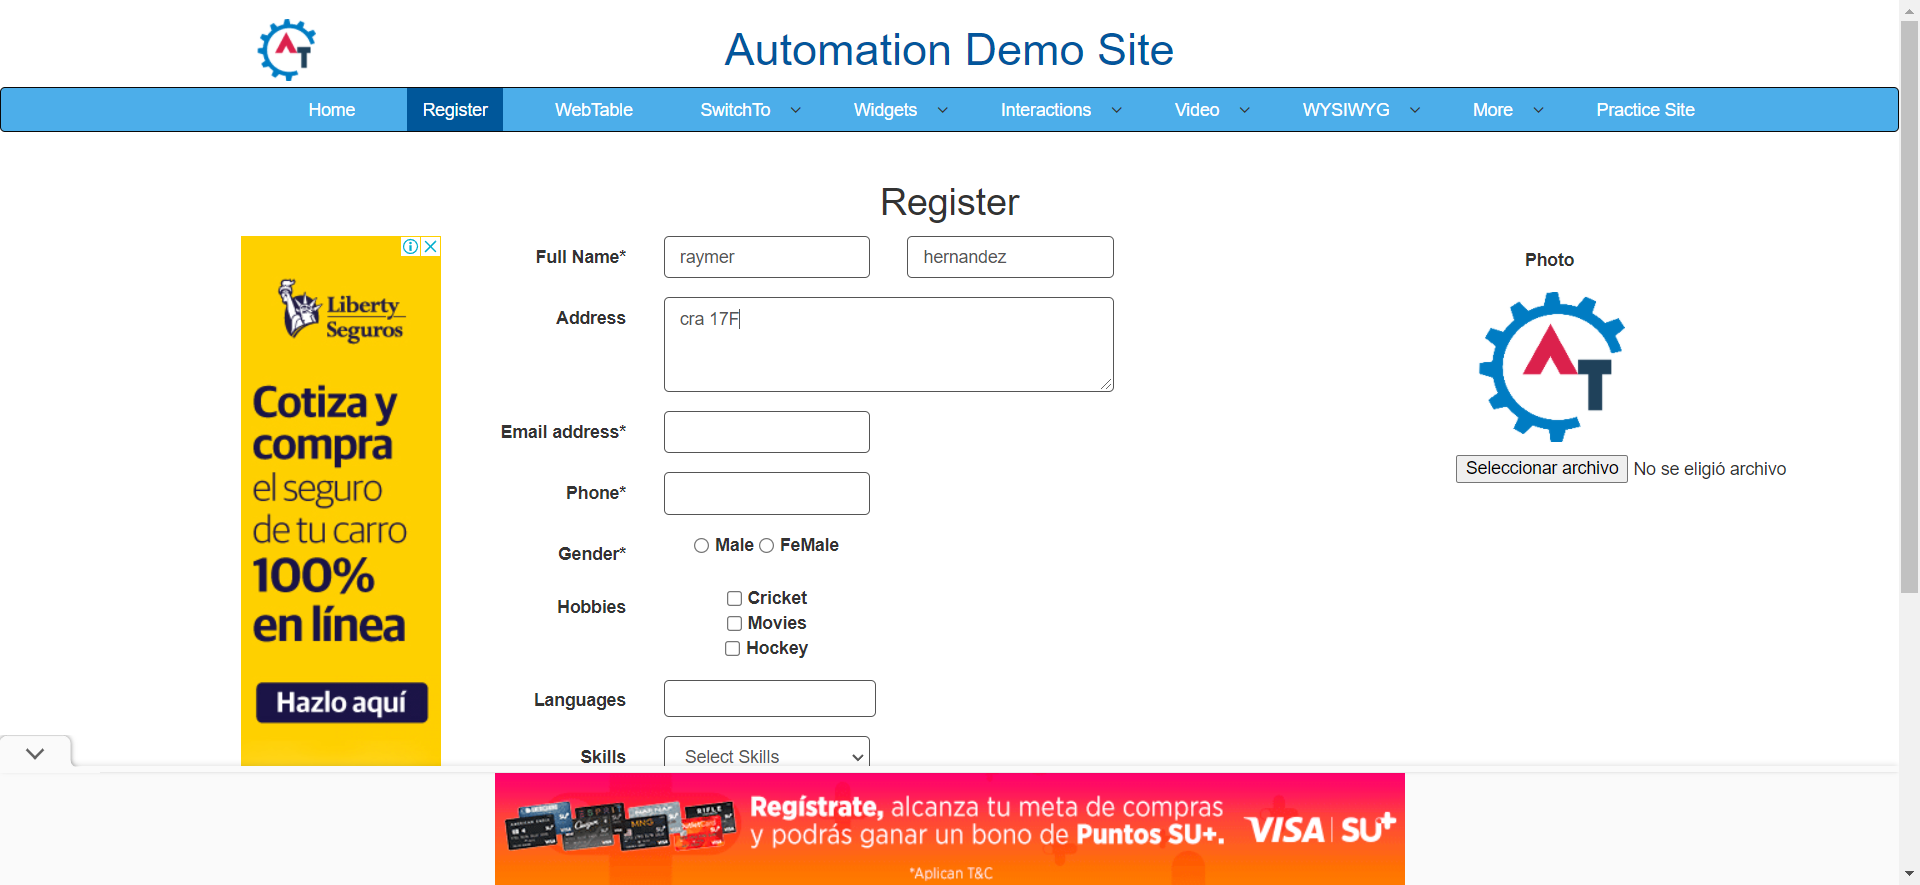 AT
Automation Demo Site
Home Register WebTable SwitchTo Widgets Interactions Video WYSIWYG More Practice Site
Register
Full Name* raymer hernandez
Address cra 17F
Email address*
Phone*
Gender* Male FeMale
Hobbies Cricket
Movies
Hockey
Languages
Skills Select Skills
Photo
AT
Seleccionar archivo No se eligió archivo
Liberty
Seguros
Cotiza y
compra
el seguro
de tu carro
100%
en línea
Hazlo aquí
Regístrate, alcanza tu meta de compras
y podrás ganar un bono de Puntos SU+.
*Aplican T&C
VISA SU+